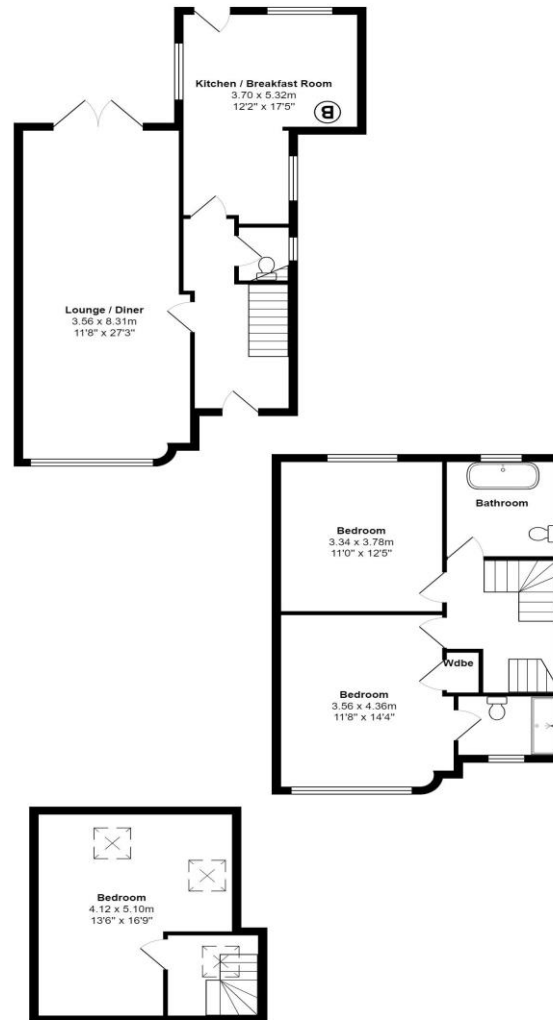 Kitchen / Breakfast Room
3.70 x 5.32m
12'2" x 17'5"
B
Lounge / Diner
3.56 x 8.31m
11'8" x 27'3"
Bathroom
Bedroom
3.34 x 3.78m
11'0" x 12'5"
Wdbe
Bedroom
3.56 x 4.36m
11'8" x 14'4"
Bedroom
4.12 x 5.10m
13'6" x 16'9"